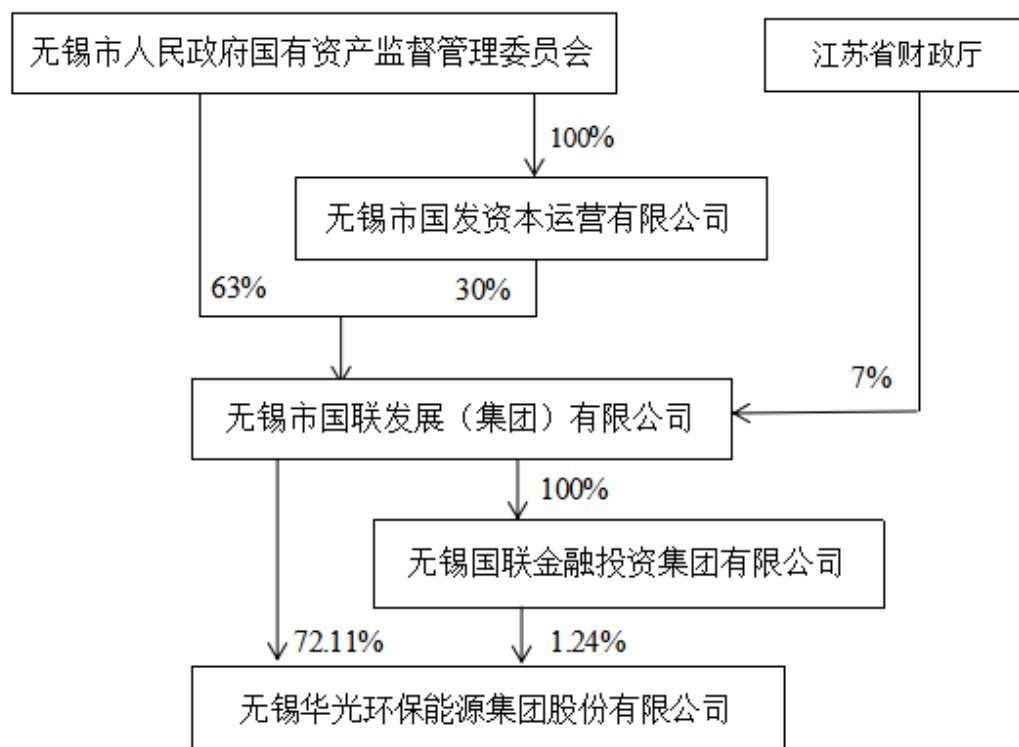 无锡市人民政府国有资产监督管理委员会
江苏省财政厅
100%
无锡市国发资本运营有限公司
63%
30%
7%
无锡市国联发展（集团）有限公司
100%
无锡国联金融投资集团有限公司
72.11%
1.24%
无锡华光环保能源集团股份有限公司